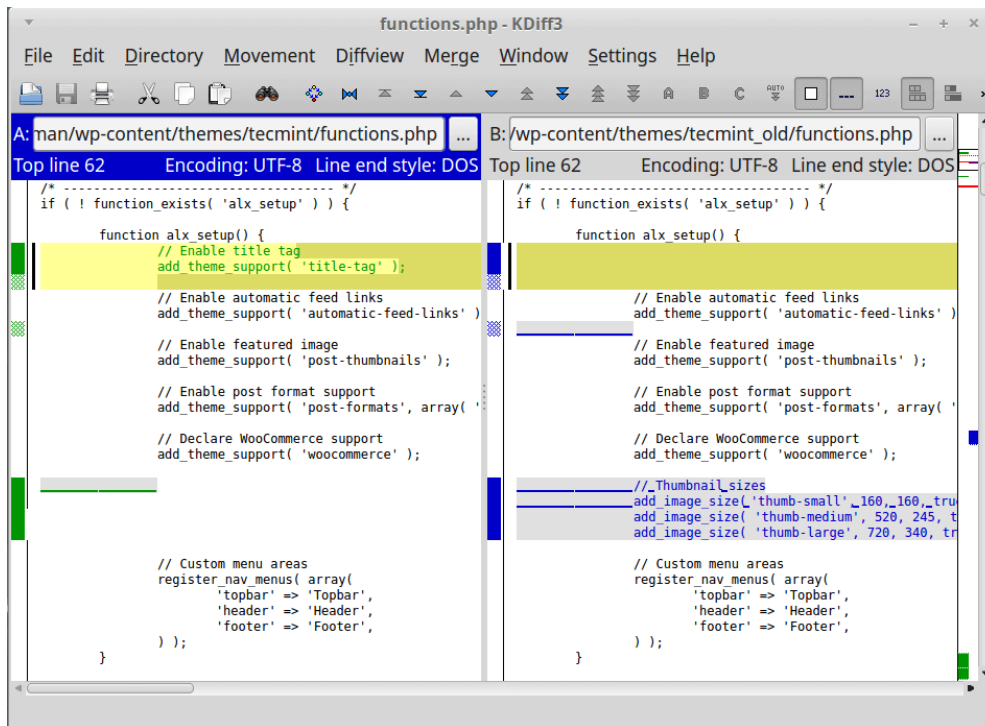 functions.php - KDiff3
File Edit Directory Movement Diffview Merge Window Settings Help
A B C AUTO 123
A: man/wp-content/themes/tecmint/functions.php ...
Top line 62 Encoding: UTF-8 Line end style: DOS
/* ---------------------------------- */
if ( ! function_exists( 'alx_setup' ) ) {
function alx_setup() {
// Enable title tag
add_theme_support( 'title-tag' );
// Enable automatic feed links
add_theme_support( 'automatic-feed-links' )
// Enable featured image
add_theme_support( 'post-thumbnails' );
// Enable post format support
add_theme_support( 'post-formats', array( '
// Declare WooCommerce support
add_theme_support( 'woocommerce' );
// Custom menu areas
register_nav_menus( array(
'topbar' => 'Topbar',
'header' => 'Header',
'footer' => 'Footer',
) );
}
B: /wp-content/themes/tecmint_old/functions.php ...
Top line 62 Encoding: UTF-8 Line end style: DOS
/* ---------------------------------- */
if ( ! function_exists( 'alx_setup' ) ) {
function alx_setup() {
// Enable automatic feed links
add_theme_support( 'automatic-feed-links' )
// Enable featured image
add_theme_support( 'post-thumbnails' );
// Enable post format support
add_theme_support( 'post-formats', array( '
// Declare WooCommerce support
add_theme_support( 'woocommerce' );
// Thumbnail sizes
add_image_size( 'thumb-small', 160, 160, tru
add_image_size( 'thumb-medium', 520, 245, t
add_image_size( 'thumb-large', 720, 340, tr
// Custom menu areas
register_nav_menus( array(
'topbar' => 'Topbar',
'header' => 'Header',
'footer' => 'Footer',
) );
}